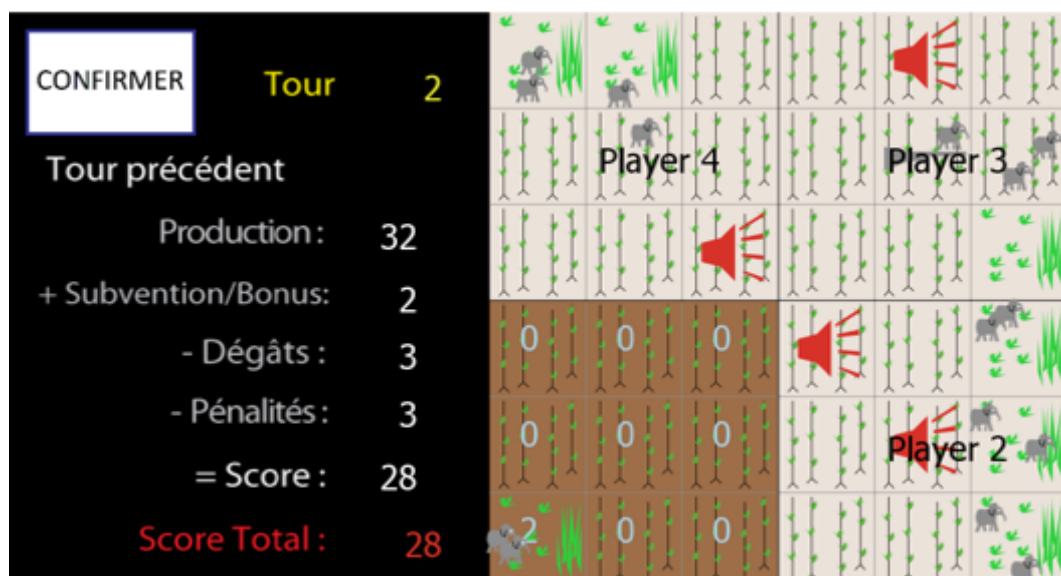 CONFIRMER
Tour 2
Tour précédent
Production : 32
+ Subvention/Bonus: 2
- Dégâts : 3
- Pénalités : 3
= Score : 28
Score Total : 28
Player 4
Player 3
0 0 0
0 0 0
Player 2
2 0 0